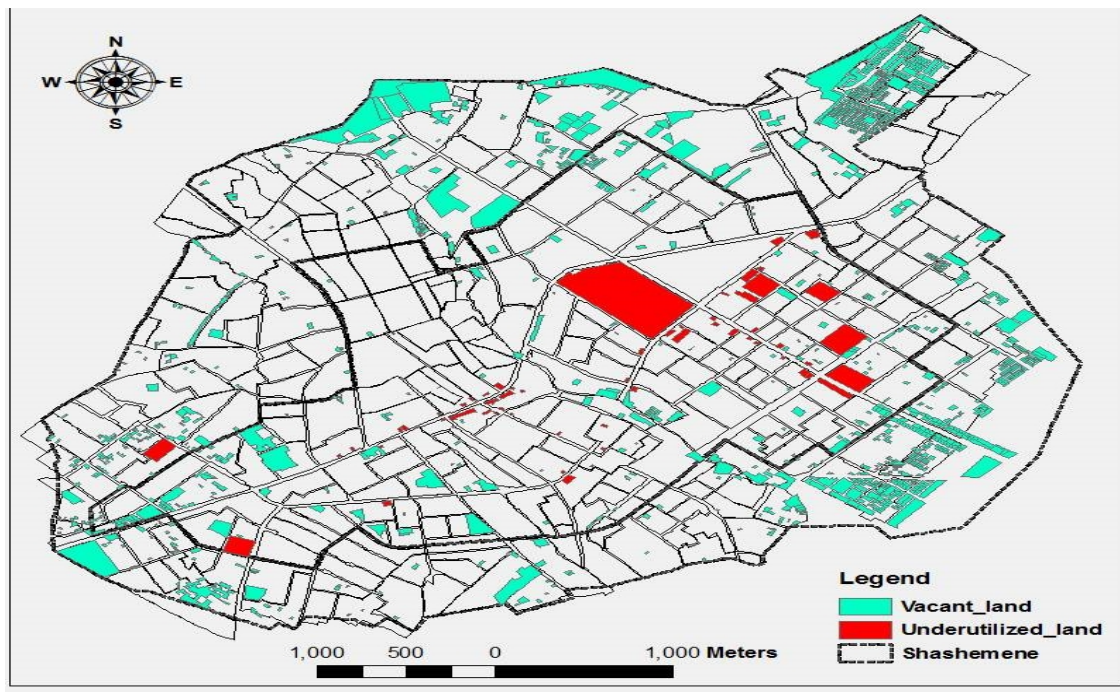 N
W E
S
Legend
Vacant_land
Underutilized_land
Shashemene
1,000 500 0 1,000 Meters